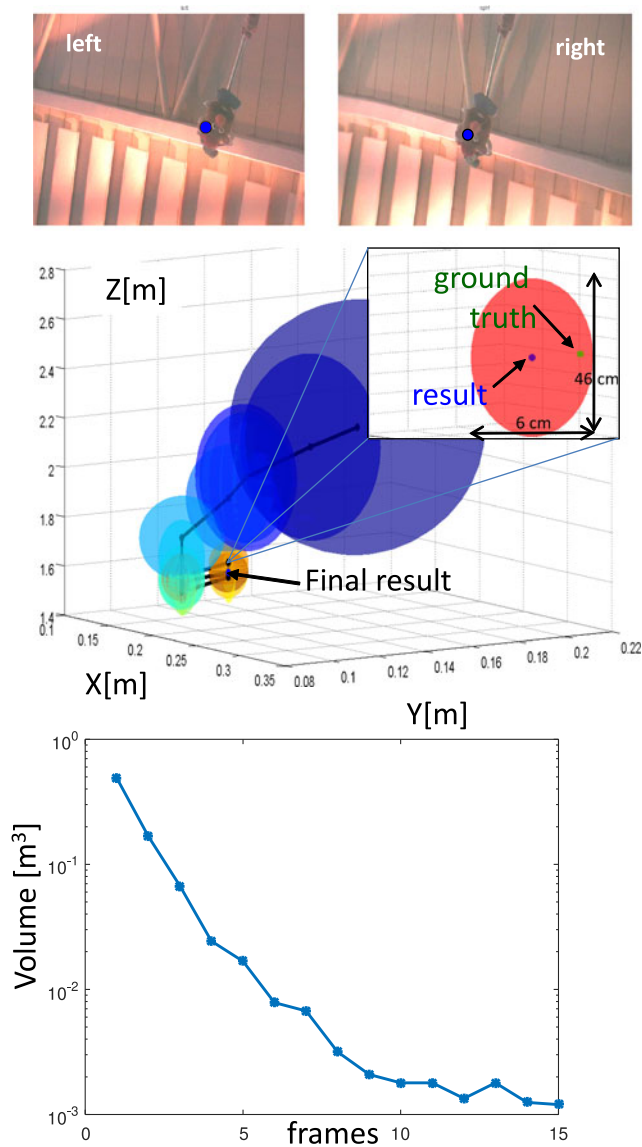 left
right
left
right
2.8
2.6
2.4
2.2
2
1.8
1.6
1.4
Z[m]
ground
truth
result
46 cm
6 cm
Final result
0.1
0.15
0.2
0.25
0.3
0.35
X[m]
0.08
0.1
0.12
0.14
0.16
0.18
0.2
0.22
Y[m]
10⁰
10⁻¹
10⁻²
10⁻³
Volume [m³]
0
5
10
15
frames